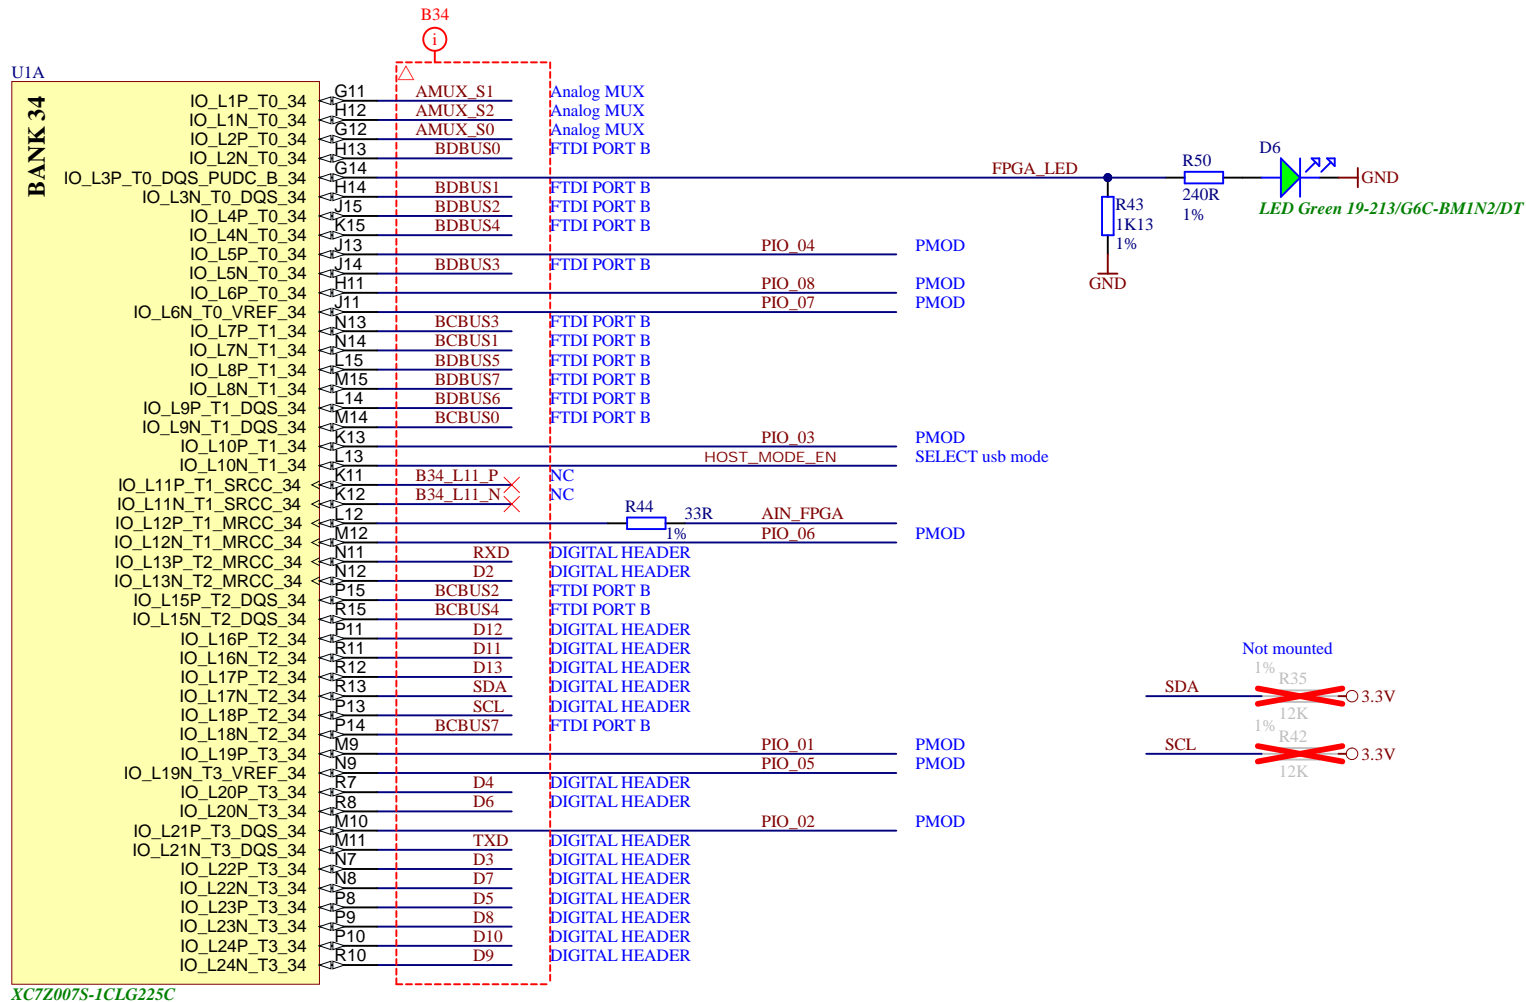 B34
i
U1A
BANK 34
IO_L1P_T0_34 G11 AMUX_S1 Analog MUX
IO_L1N_T0_34 H12 AMUX_S2 Analog MUX
IO_L2P_T0_34 G12 AMUX_S0 Analog MUX
IO_L2N_T0_34 H13 BDBUS0 FTDI PORT B
IO_L3P_T0_DQS_PUDC_B_34 G14 FPGA_LED
IO_L3N_T0_DQS_34 H14 BDBUS1 FTDI PORT B
IO_L4P_T0_34 J15 BDBUS2 FTDI PORT B
IO_L4N_T0_34 K15 BDBUS4 FTDI PORT B
IO_L5P_T0_34 J13 PIO_04 PMOD
IO_L5N_T0_34 J14 BDBUS3 FTDI PORT B
IO_L6P_T0_34 H11 PIO_08 PMOD
IO_L6N_T0_VREF_34 J11 PIO_07 PMOD
IO_L7P_T1_34 N13 BCBUS3 FTDI PORT B
IO_L7N_T1_34 N14 BCBUS1 FTDI PORT B
IO_L8P_T1_34 L15 BDBUS5 FTDI PORT B
IO_L8N_T1_34 M15 BDBUS7 FTDI PORT B
IO_L9P_T1_DQS_34 L14 BDBUS6 FTDI PORT B
IO_L9N_T1_DQS_34 M14 BCBUS0 FTDI PORT B
IO_L10P_T1_34 K13 PIO_03 PMOD
IO_L10N_T1_34 L13 HOST_MODE_EN SELECT usb mode
IO_L11P_T1_SRCC_34 K11 B34_L11_P NC
IO_L11N_T1_SRCC_34 K12 B34_L11_N NC
IO_L12P_T1_MRCC_34 L12 R44 33R 1% AIN_FPGA
IO_L12N_T1_MRCC_34 M12 PIO_06 PMOD
IO_L13P_T2_MRCC_34 N11 RXD DIGITAL HEADER
IO_L13N_T2_MRCC_34 N12 D2 DIGITAL HEADER
IO_L15P_T2_DQS_34 P15 BCBUS2 FTDI PORT B
IO_L15N_T2_DQS_34 R15 BCBUS4 FTDI PORT B
IO_L16P_T2_34 P11 D12 DIGITAL HEADER
IO_L16N_T2_34 R11 D11 DIGITAL HEADER
IO_L17P_T2_34 R12 D13 DIGITAL HEADER
IO_L17N_T2_34 R13 SDA DIGITAL HEADER
IO_L18P_T2_34 P13 SCL DIGITAL HEADER
IO_L18N_T2_34 P14 BCBUS7 FTDI PORT B
IO_L19P_T3_34 M9 PIO_01 PMOD
IO_L19N_T3_VREF_34 N9 PIO_05 PMOD
IO_L20P_T3_34 R7 D4 DIGITAL HEADER
IO_L20N_T3_34 R8 D6 DIGITAL HEADER
IO_L21P_T3_DQS_34 M10 PIO_02 PMOD
IO_L21N_T3_DQS_34 M11 TXD DIGITAL HEADER
IO_L22P_T3_34 N7 D3 DIGITAL HEADER
IO_L22N_T3_34 N8 D7 DIGITAL HEADER
IO_L23P_T3_34 P8 D5 DIGITAL HEADER
IO_L23N_T3_34 P9 D8 DIGITAL HEADER
IO_L24P_T3_34 P10 D10 DIGITAL HEADER
IO_L24N_T3_34 R10 D9 DIGITAL HEADER
XC7Z007S-1CLG225C
R50
240R
1%
D6
GND
LED Green 19-213/G6C-BM1N2/DT
R43
1K13
1%
GND
Not mounted
1%
R35
SDA 3.3V
12K
1%
R42
SCL 3.3V
12K